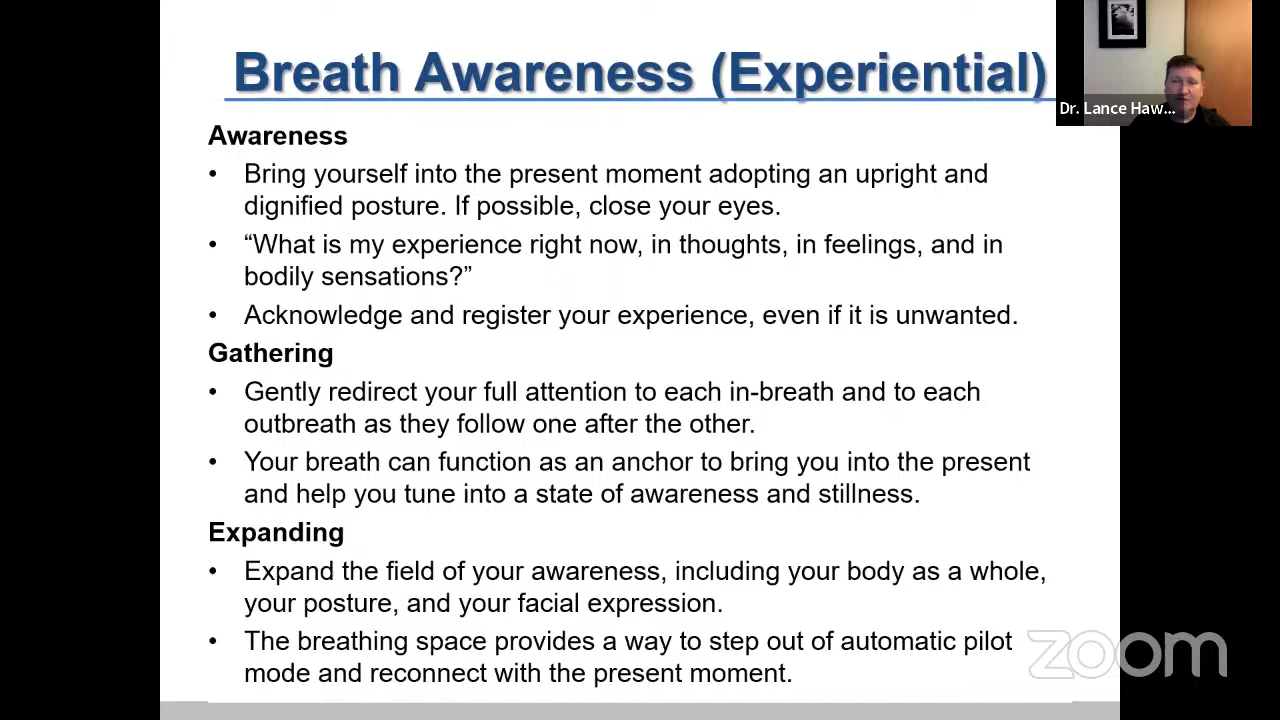 Breath Awareness (Experiential)
Dr. Lance Haw...
Awareness
• Bring yourself into the present moment adopting an upright and
dignified posture. If possible, close your eyes.
• “What is my experience right now, in thoughts, in feelings, and in
bodily sensations?”
• Acknowledge and register your experience, even if it is unwanted.
Gathering
• Gently redirect your full attention to each in-breath and to each
outbreath as they follow one after the other.
• Your breath can function as an anchor to bring you into the present
and help you tune into a state of awareness and stillness.
Expanding
• Expand the field of your awareness, including your body as a whole,
your posture, and your facial expression.
• The breathing space provides a way to step out of automatic pilot
mode and reconnect with the present moment.
zoom